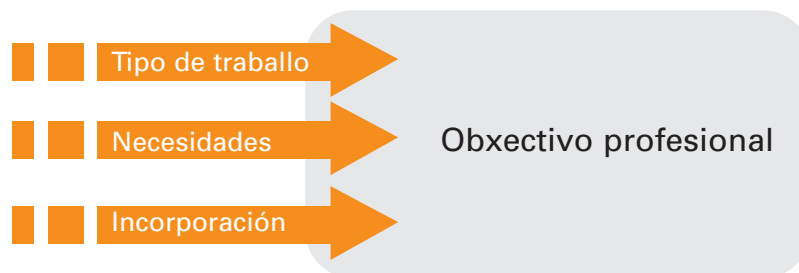 Tipo de traballo
Necesidades
Obxectivo profesional
Incorporación